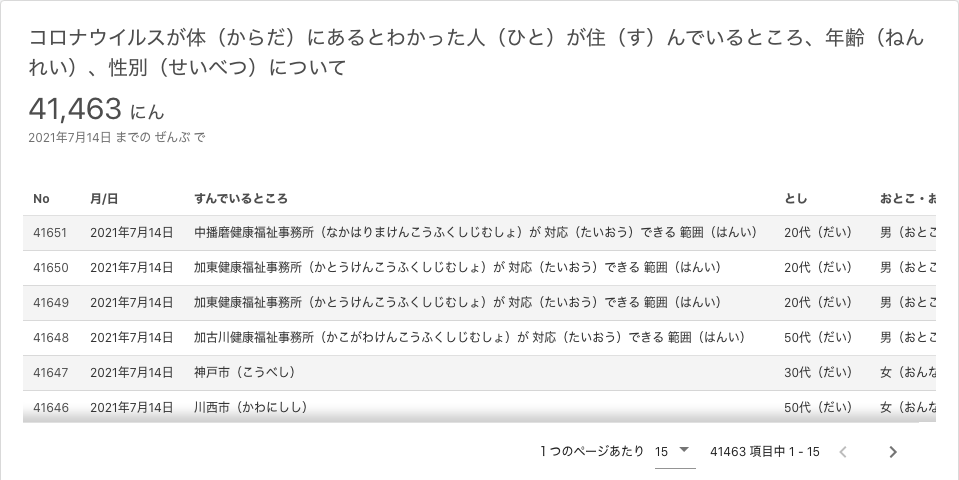 コロナウイルスが体（からだ）にあるとわかった人（ひと）が住（す）んでいるところ、年齢（ねん
れい）、性別（せいべつ）について
41,463 にん
2021年7月14日 までの ぜんぶ で
No 月/日 すんでいるところ とし おとこ・お
41651 2021年7月14日 中播磨健康福祉事務所（なかはりまけんこうふくしじむしょ）が 対応（たいおう）できる 範囲（はんい） 20代（だい） 男（おとこ
41650 2021年7月14日 加東健康福祉事務所（かとうけんこうふくしじむしょ）が 対応（たいおう）できる 範囲（はんい） 20代（だい） 男（おとこ
41649 2021年7月14日 加東健康福祉事務所（かとうけんこうふくしじむしょ）が 対応（たいおう）できる 範囲（はんい） 20代（だい） 男（おとこ
41648 2021年7月14日 加古川健康福祉事務所（かこがわけんこうふくしじむしょ）が 対応（たいおう）できる 範囲（はんい） 50代（だい） 男（おとこ
41647 2021年7月14日 神戸市（こうべし） 30代（だい） 女（おんな
41646 2021年7月14日 川西市（かわにしし） 50代（だい） 女（おんな
1 つのページあたり 15 41463 項目中 1 - 15